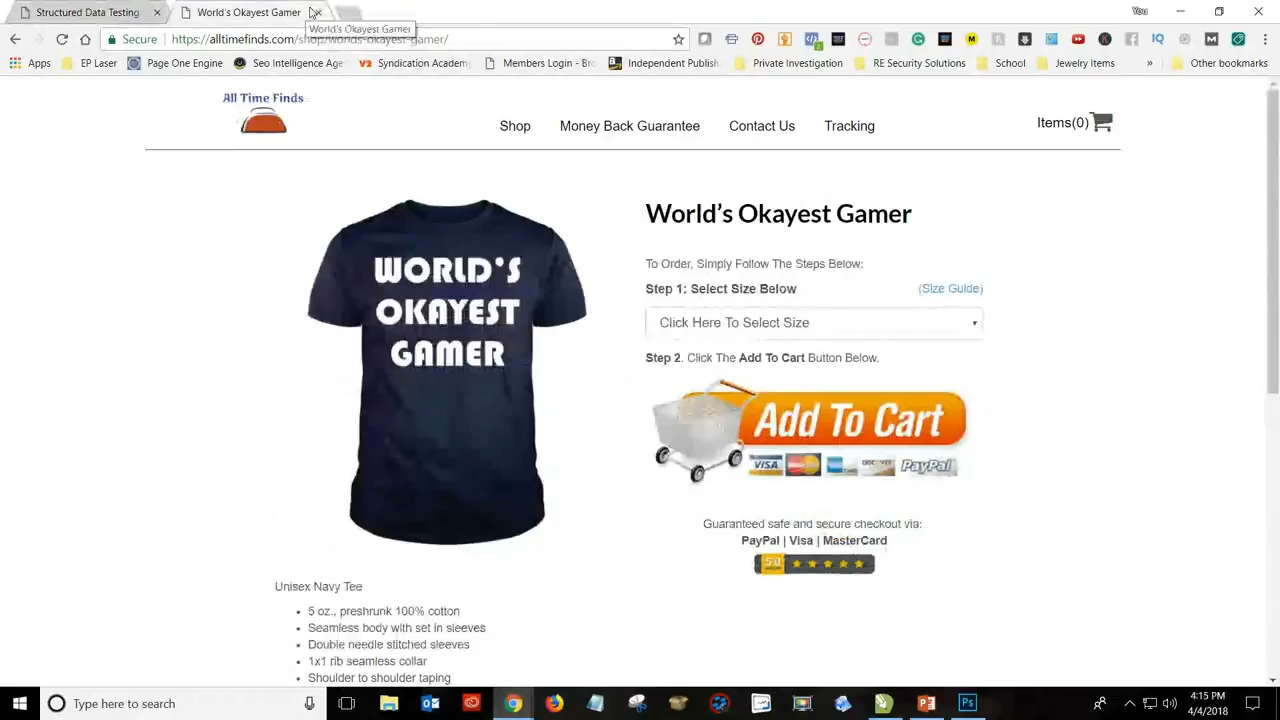 Structured Data Testing
World's Okayest Gamer
You
World's Okayest Gamer
Secure
https://alltimefinds.com/shop/worlds-okayest-gamer/
Apps
EP Laser
Page One Engine
Seo Intelligence Age
V2 Syndication Academ
Members Login - Bro
Independent Publish
Private Investigation
RE Security Solutions
School
Jewelry Items
»
Other bookmarks
All Time Finds
Shop
Money Back Guarantee
Contact Us
Tracking
Items(0)
WORLD'S
OKAYEST
GAMER
World's Okayest Gamer
To Order, Simply Follow The Steps Below:
Step 1: Select Size Below
(Size Guide)
Click Here To Select Size
Step 2. Click The Add To Cart Button Below.
Add To Cart
VISA
DISCOVER
PayPal
Guaranteed safe and secure checkout via:
PayPal | Visa | MasterCard
5.0
Unisex Navy Tee
• 5 oz., preshrunk 100% cotton
• Seamless body with set in sleeves
• Double needle stitched sleeves
• 1x1 rib seamless collar
• Shoulder to shoulder taping
Type here to search
4:15 PM
4/4/2018